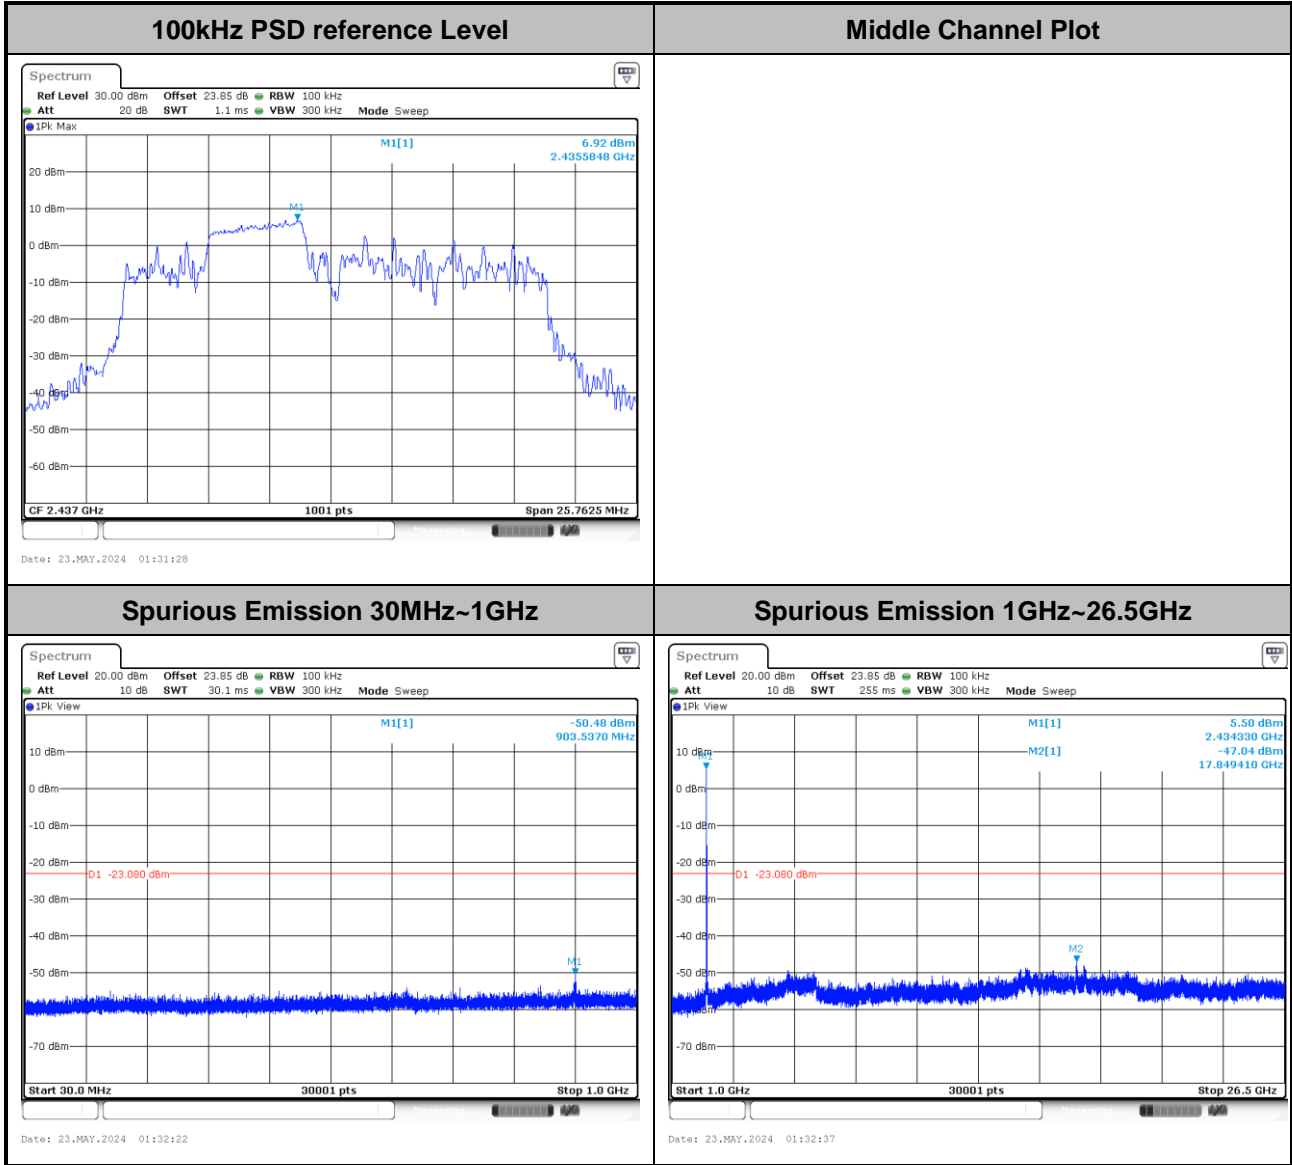 100kHz PSD reference Level
Middle Channel Plot
Spectrum
Ref Level 30.00 dBm Offset 23.85 dB RBW 100 kHz
Att 20 dB SWT 1.1 ms VBW 300 kHz Mode Sweep
1Pk Max
M1[1] 6.92 dBm
2.4355848 GHz
20 dBm
10 dBm
M1
0 dBm
-10 dBm
-20 dBm
-30 dBm
-40 dBm
-50 dBm
-60 dBm
CF 2.437 GHz 1001 pts Span 25.7625 MHz
Date: 23.MAY.2024 01:31:28
Spurious Emission 30MHz~1GHz
Spurious Emission 1GHz~26.5GHz
Spectrum
Ref Level 20.00 dBm Offset 23.85 dB RBW 100 kHz
Att 10 dB SWT 30.1 ms VBW 300 kHz Mode Sweep
1Pk View
M1[1] -50.48 dBm
903.5370 MHz
10 dBm
0 dBm
-10 dBm
-20 dBm
D1 -23.080 dBm
-30 dBm
-40 dBm
M1
-50 dBm
-70 dBm
Start 30.0 MHz 30001 pts Stop 1.0 GHz
Date: 23.MAY.2024 01:32:22
Spectrum
Ref Level 20.00 dBm Offset 23.85 dB RBW 100 kHz
Att 10 dB SWT 255 ms VBW 300 kHz Mode Sweep
1Pk View
M1[1] 5.50 dBm
2.434330 GHz
10 dBm M2[1] -47.04 dBm
M1 17.849410 GHz
0 dBm
-10 dBm
-20 dBm
D1 -23.080 dBm
-30 dBm
-40 dBm
M2
-50 dBm
-70 dBm
Start 1.0 GHz 30001 pts Stop 26.5 GHz
Date: 23.MAY.2024 01:32:37